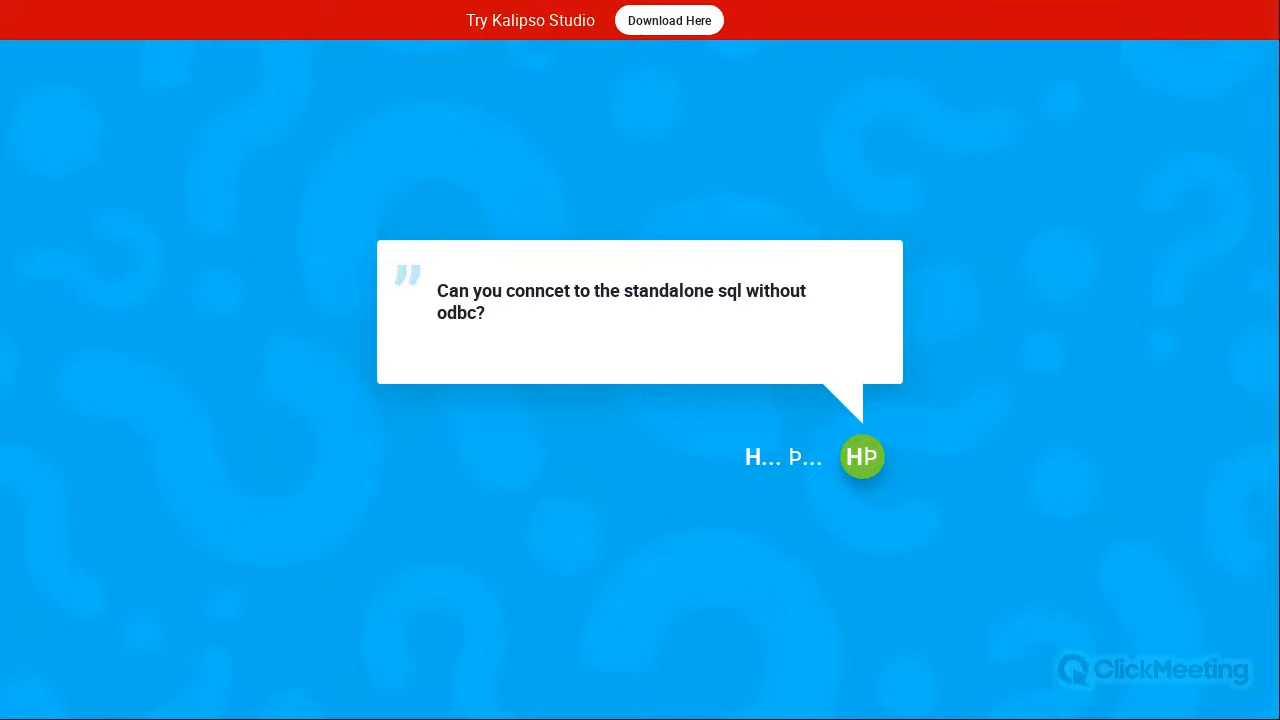 Try Kalipso Studio
Download Here
”
Can you conncet to the standalone sql without
odbc?
H... Þ...
HÞ
ClickMeeting